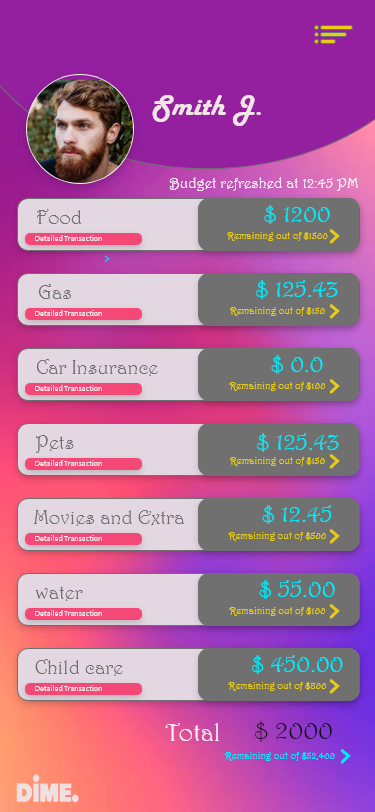 Smith J.
Budget refreshed at 12:45 PM
Food
$ 1200
Detailed Transaction
Remaining out of $1500
Gas
$ 125.43
Detailed Transaction
Remaining out of $150
Car Insurance
$ 0.0
Detailed Transaction
Remaining out of $100
Pets
$ 125.43
Detailed Transaction
Remaining out of $150
Movies and Extra
$ 12.45
Detailed Transaction
Remaining out of $500
water
$ 55.00
Detailed Transaction
Remaining out of $100
Child care
$ 450.00
Detailed Transaction
Remaining out of $800
Total
$ 2000
Remaining out of $52,400
DIME.